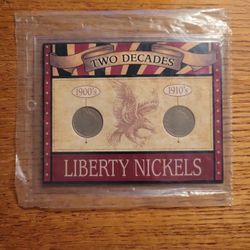 TWO DECADES
1900's 1910's
LIBERTY NICKELS